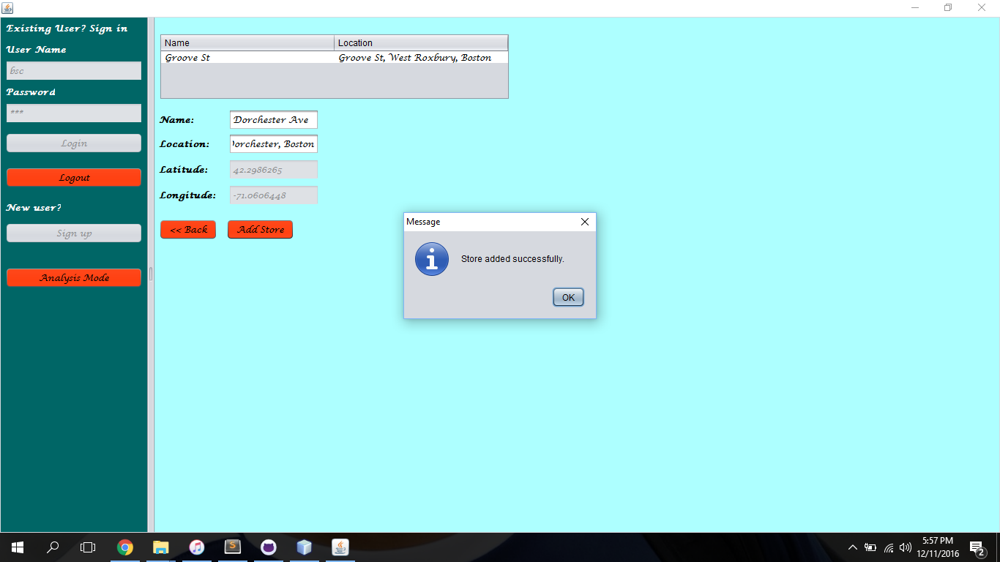 Existing User? Sign in
User Name
bsc
Password
***
Login
Logout
New user?
Sign up
Analysis Mode
Name Location
Groove St Groove St, West Roxbury, Boston
Name: Dorchester Ave
Location: Dorchester, Boston
Latitude: 42.2986265
Longitude: -71.0606448
<< Back Add Store
Message
Store added successfully.
OK
5:57 PM
12/11/2016
2